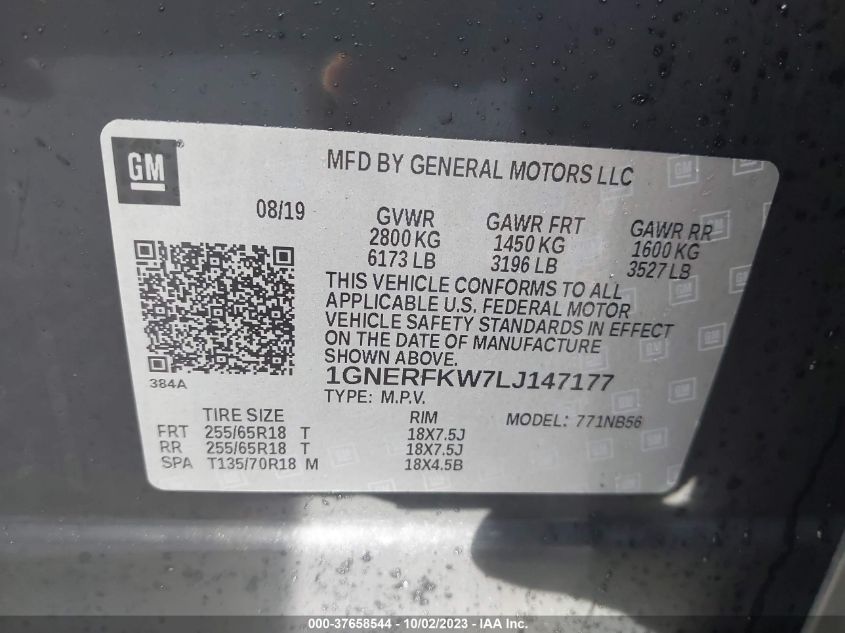 GM
MFD BY GENERAL MOTORS LLC
08/19
GVWR
2800 KG
6173 LB
GAWR FRT
1450 KG
3196 LB
GAWR RR
1600 KG
3527 LB
THIS VEHICLE CONFORMS TO ALL
APPLICABLE U.S. FEDERAL MOTOR
VEHICLE SAFETY STANDARDS IN EFFECT
ON THE DATE OF MANUFACTURE
SHOWN ABOVE.
384A
1GNERFKW7LJ147177
TYPE: M.P.V.
MODEL: 771NB56
TIRE SIZE RIM
FRT 255/65R18 T 18X7.5J
RR 255/65R18 T 18X7.5J
SPA T135/70R18 M 18X4.5B
000-37658544 - 10/02/2023 - IAA Inc.